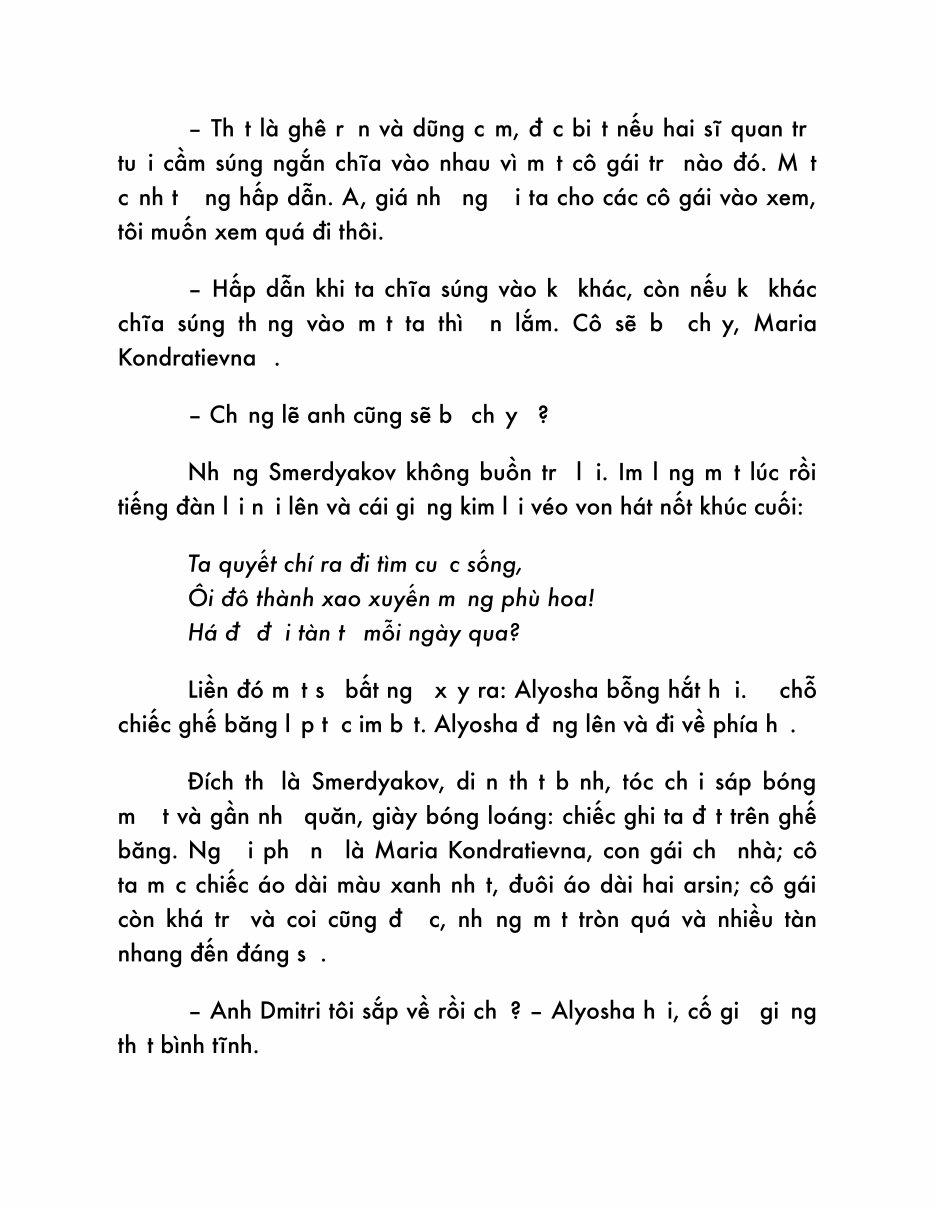 – Th t là ghê r n và dũng c m, đ c bi t nếu hai sĩ quan tr
tu i cầm súng ngắn chĩa vào nhau vì m t cô gái tr nào đó. M t
c nh t ng hấp dẫn. A, giá nh ng i ta cho các cô gái vào xem,
tôi muốn xem quá đi thôi.
– Hấp dẫn khi ta chĩa súng vào k khác, còn nếu k khác
chĩa súng th ng vào m t ta thì n lắm. Cô sẽ b ch y, Maria
Kondratievna .
– Ch ng lẽ anh cũng sẽ b ch y ?
Nh ng Smerdyakov không buồn tr l i. Im l ng m t lúc rồi
tiếng đàn l i n i lên và cái gi ng kim l i véo von hát nốt khúc cuối:
Ta quyết chí ra đi tìm cu c sống,
Ôi đô thành xao xuyến m ng phù hoa!
Há đ đ i tàn t mỗi ngày qua?
Liền đó m t s bất ng x y ra: Alyosha bỗng hắt h i. chỗ
chiếc ghế băng l p t c im b t. Alyosha đ ng lên và đi về phía h .
Đích th là Smerdyakov, di n th t b nh, tóc ch i sáp bóng
m t và gần nh quăn, giày bóng loáng: chiếc ghi ta đ t trên ghế
băng. Ng i ph n là Maria Kondratievna, con gái ch nhà; cô
ta m c chiếc áo dài màu xanh nh t, đuôi áo dài hai arsin; cô gái
còn khá tr và coi cũng đ c, nh ng m t tròn quá và nhiều tàn
nhang đến đáng s .
– Anh Dmitri tôi sắp về rồi ch ? – Alyosha h i, cố gi gi ng
th t bình tĩnh.